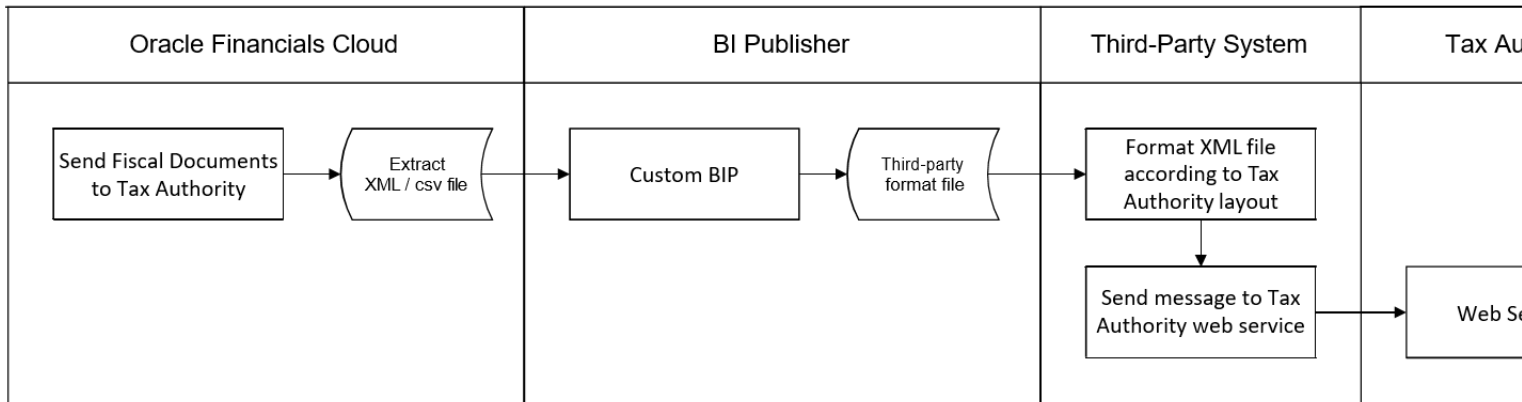 Oracle Financials Cloud
BI Publisher
Third-Party System
Tax
Send Fiscal Documents
to Tax Authority
Extract
XML / csv file
Custom BIP
Third-party
format file
Format XML file
according to Tax
Authority layout
Send message to Tax
Authority web service
Web